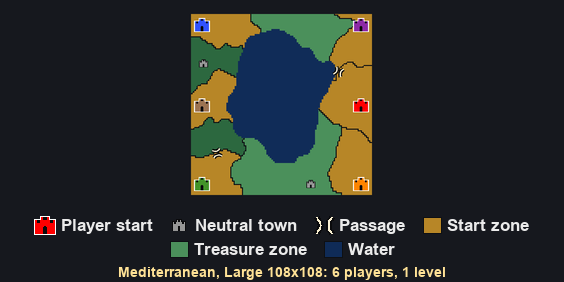 Player start Neutral town Passage Start zone
Treasure zone Water
Mediterranean, Large 108x108: 6 players, 1 level